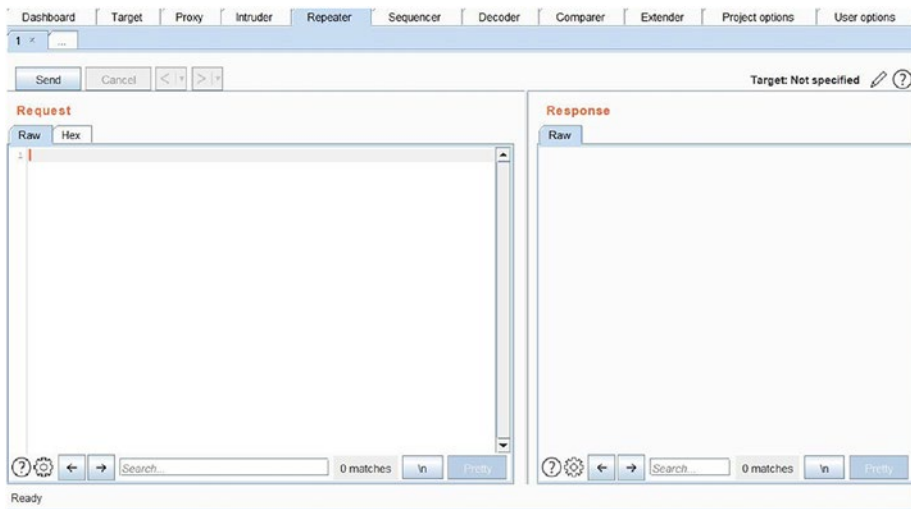 Dashboard Target Proxy Intruder Repeater Sequencer Decoder Comparer Extender Project options User options
1 × ...
Send Cancel < > Target: Not specified ?
Request
Raw Hex
1
Response
Raw
? ← → Search... 0 matches \n Pretty
? ← → Search... 0 matches \n Pretty
Ready